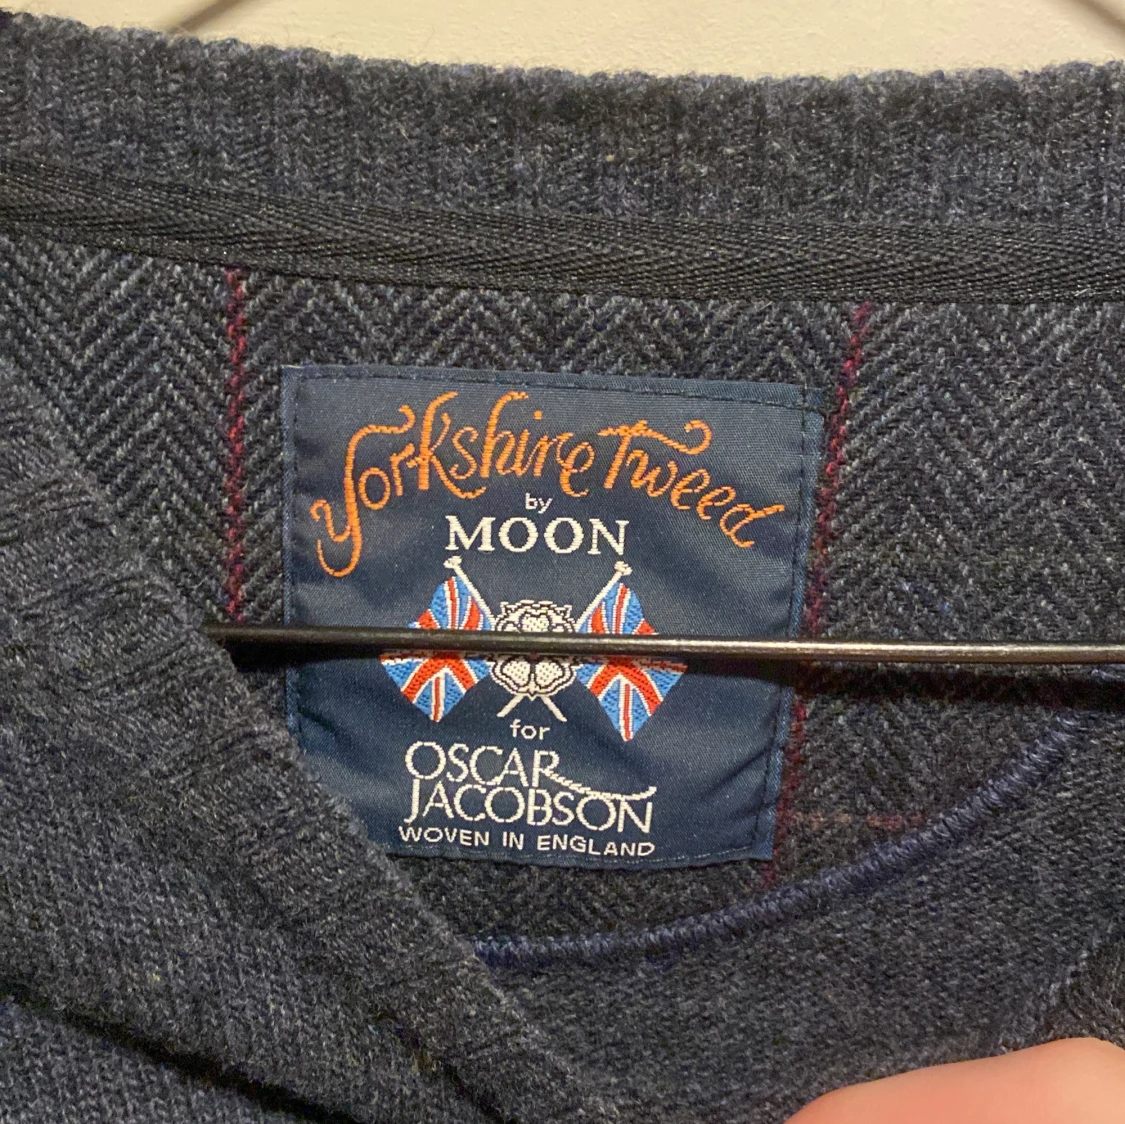 Yorkshire Tweed
by
MOON
for
OSCAR
JACOBSON
WOVEN IN ENGLAND